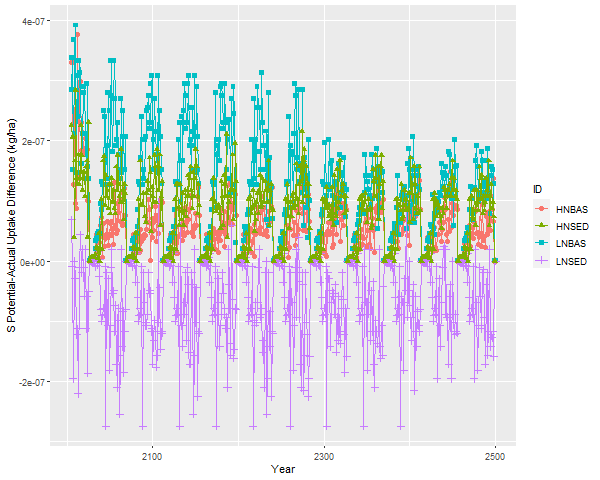 4e-07
2e-07
0e+00
-2e-07
S Potential-Actual Uptake Difference (kg/ha)
2100
2300
2500
Year
ID
HNBAS
HNSED
LNBAS
LNSED